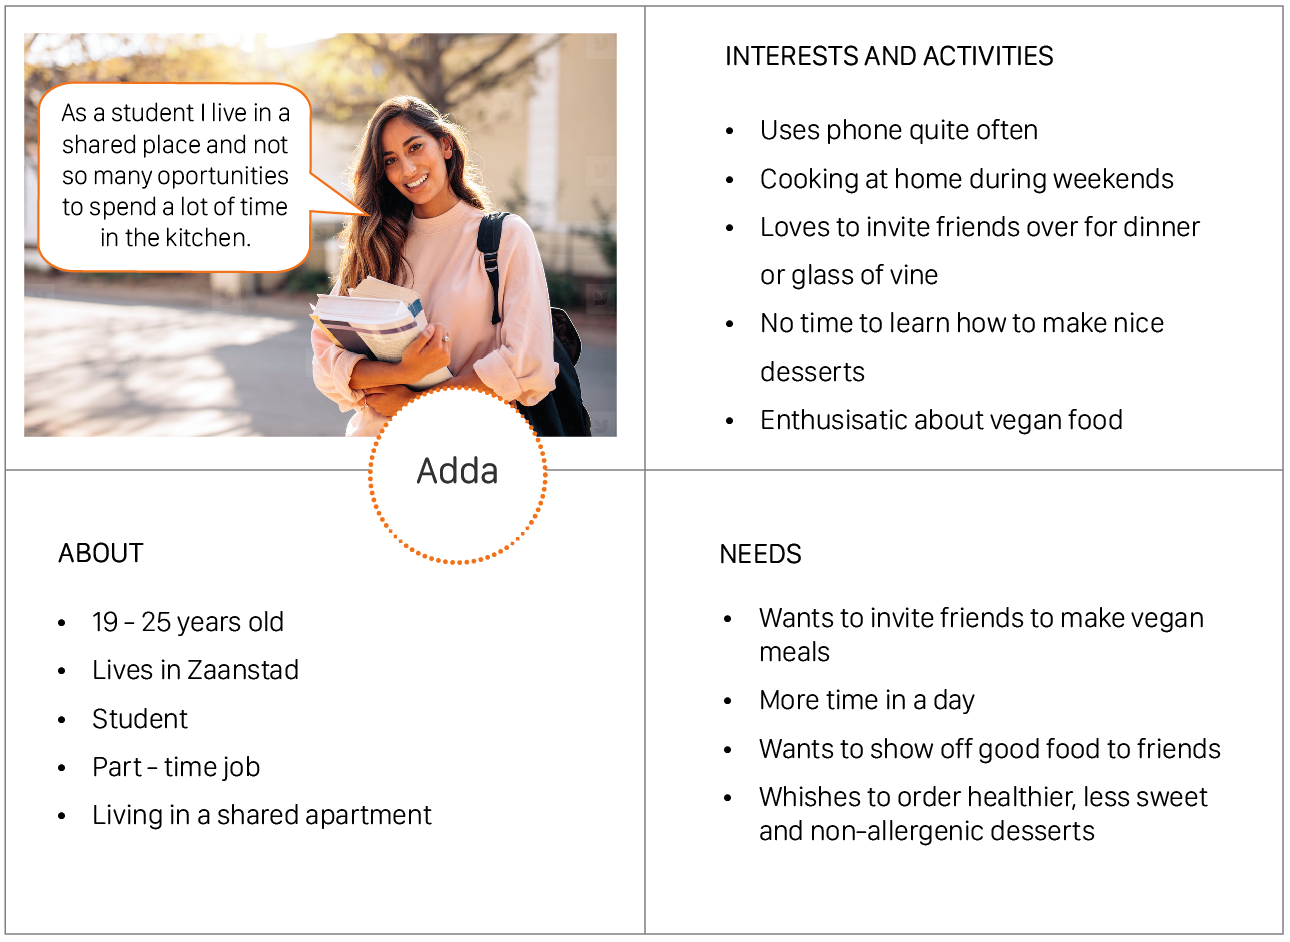 As a student I live in a
shared place and not
so many oportunities
to spend a lot of time
in the kitchen.
Adda
INTERESTS AND ACTIVITIES
• Uses phone quite often
• Cooking at home during weekends
• Loves to invite friends over for dinner
or glass of vine
• No time to learn how to make nice
desserts
• Enthusisatic about vegan food
ABOUT
• 19 – 25 years old
• Lives in Zaanstad
• Student
• Part – time job
• Living in a shared apartment
NEEDS
• Wants to invite friends to make vegan
meals
• More time in a day
• Wants to show off good food to friends
• Whishes to order healthier, less sweet
and non-allergenic desserts